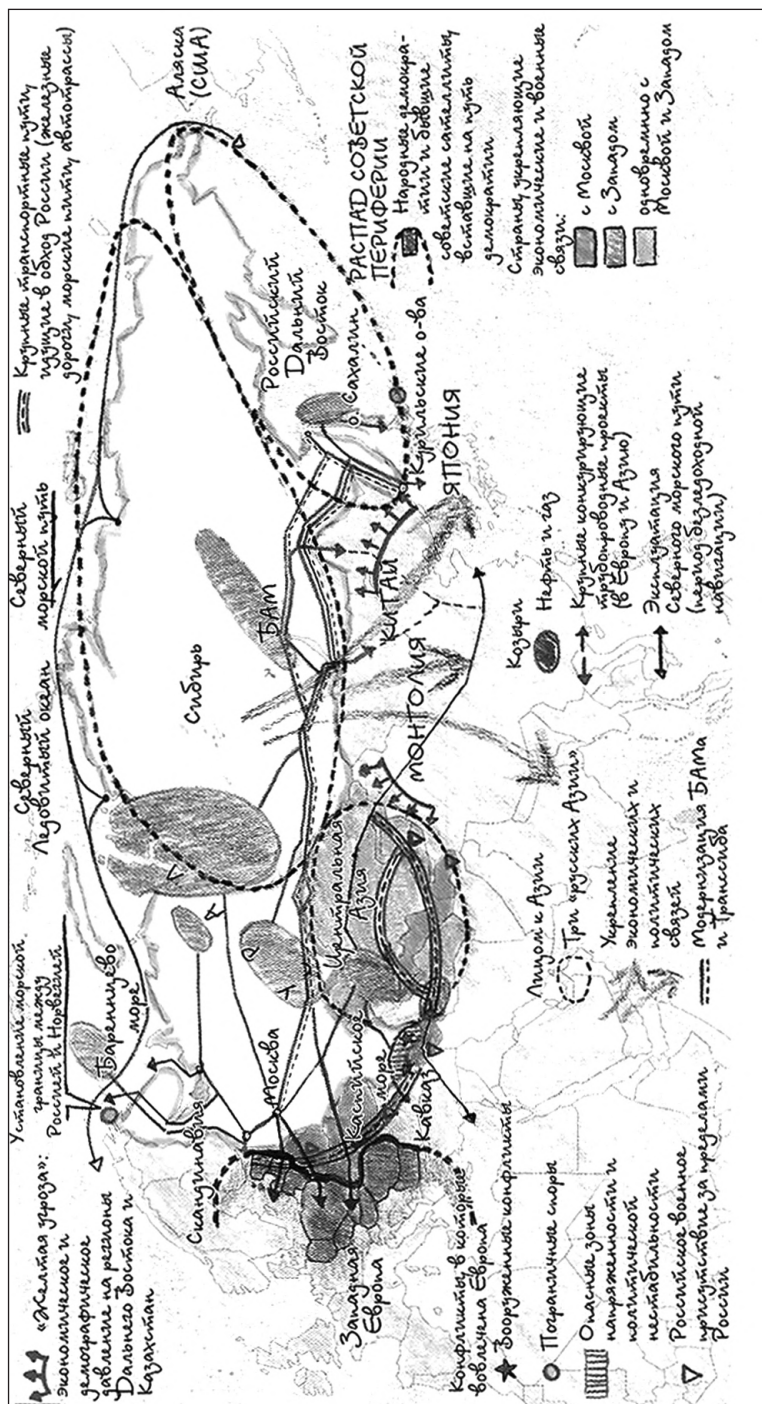 «Желтая угроза»:
экономическое и
демографическое
давление на регионы
Дальнего Востока и
Казахстан
Установление морской
границы между
Россией и Норвегией
Северный
Ледовитый океан
Северный
морской путь
Крупные транспортные пути,
идущие в обход России (железные
дороги, морские пути, автотрассы)
Аляска
(США)
Баренцево
море
Скандинавия
Москва
Сибирь
БАМ
Российский
Дальний
Восток
о. Сахалин
Курильские о-ва
ЯПОНИЯ
КИТАЙ
МОНГОЛИЯ
Центральная
Азия
Каспийское
море
Кавказ
Западная
Европа
РАСПАД СОВЕТСКОЙ
ПЕРИФЕРИИ
Народные демокра-
тии и бывшие
советские сателлиты,
вставшие на путь
демократии
Страны, укрепляющие
экономические и военные
связи:
с Москвой
с Западом
одновременно с
Москвой и Западом
Конфликты, в которые
вовлечена Европа
Вооруженные конфликты
Пограничные споры
Опасные зоны
напряженности и
политической
нестабильности
Российское военное
присутствие за пределами
России
Лицом к Азии
Три «русских Азии»
Укрепление
экономических и
политических
связей
Модернизация БАМа
и Транссиба
Козыри
Нефть и газ
Крупные конкурирующие
трубопроводные проекты
(в Европу и Азию)
Эксплуатация
Северного морского пути
(период безледоходной
навигации)